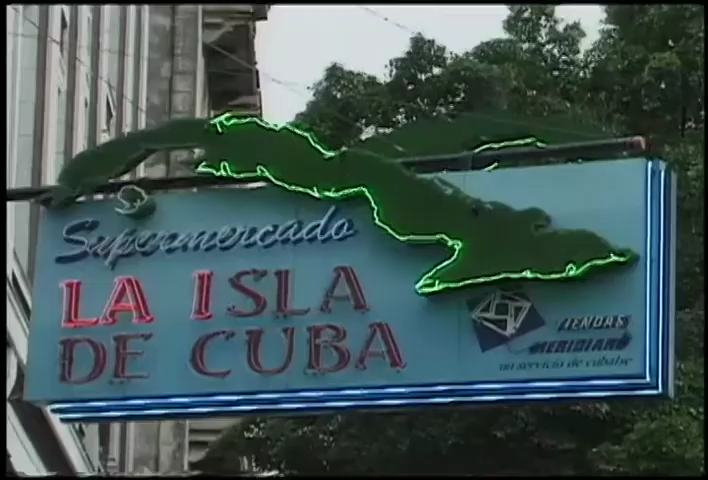 Supermercado
LA ISLA
DE CUBA
TIENDAS
MERIDIANO
un servicio de cubalse